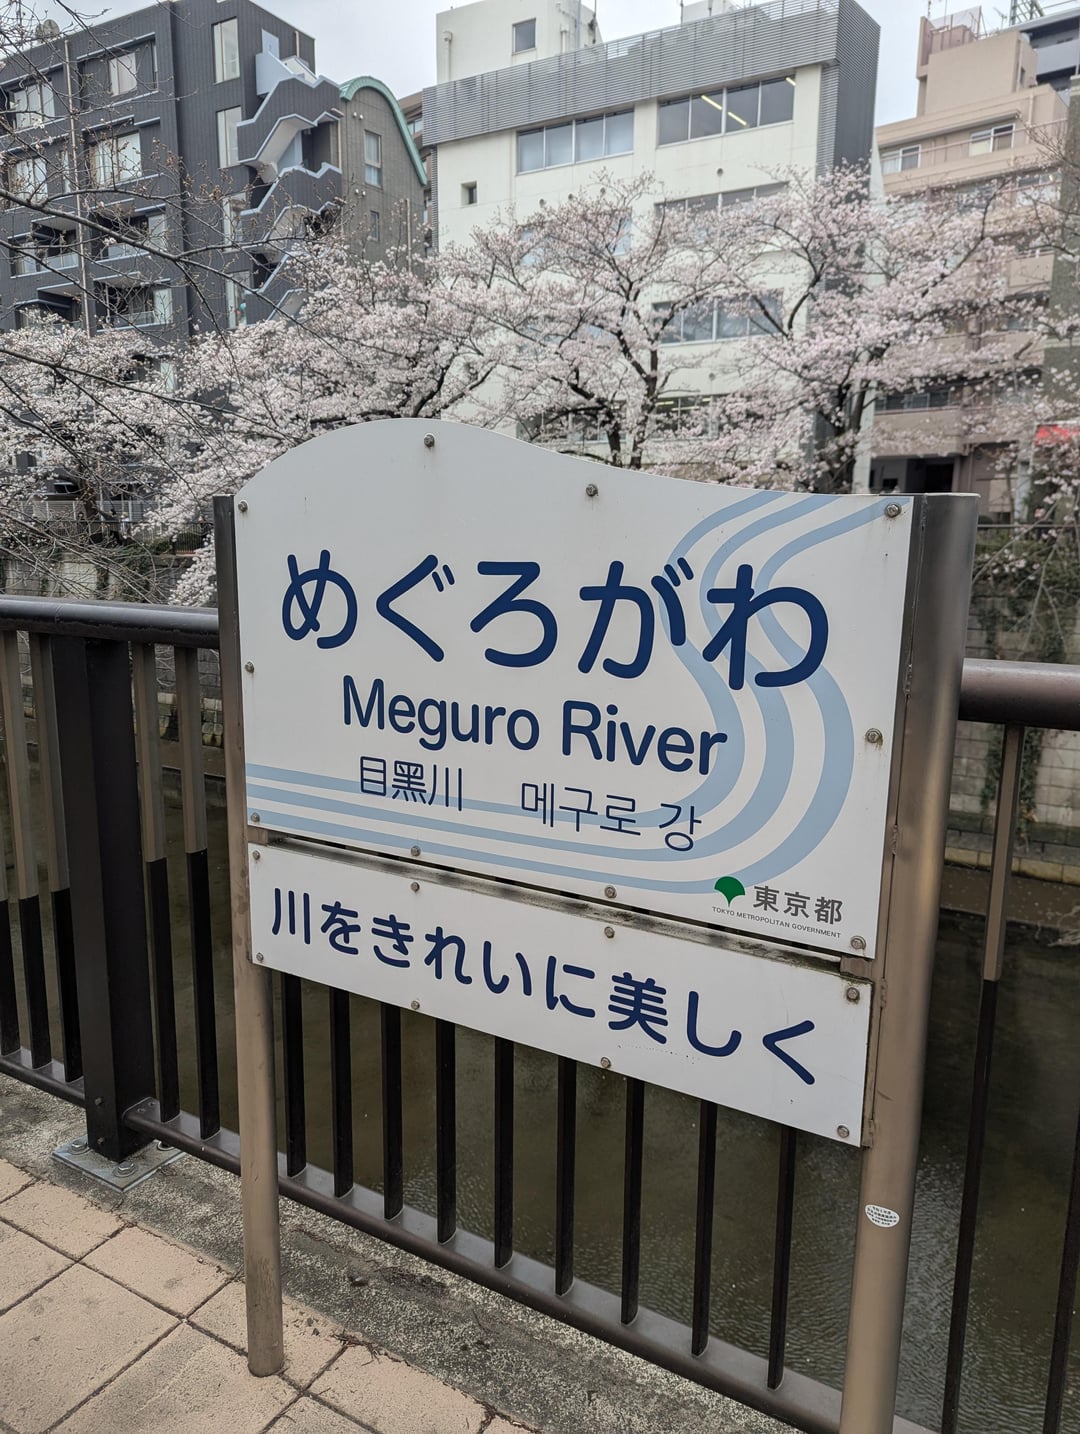 めぐろがわ
Meguro River
目黑川 메구로 강
東京都
TOKYO METROPOLITAN GOVERNMENT
川をきれいに美しく